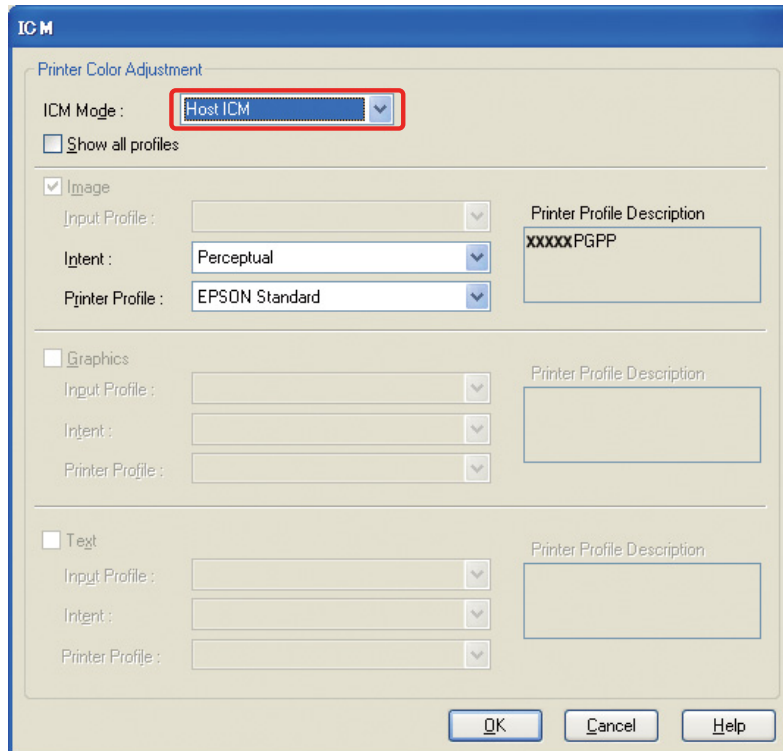 ICM
Printer Color Adjustment
ICM Mode :
Host ICM
Show all profiles
Image
Input Profile :
Intent :
Perceptual
Printer Profile :
EPSON Standard
Printer Profile Description
xxxxxPGPP
Graphics
Input Profile :
Intent :
Printer Profile :
Printer Profile Description
Text
Input Profile :
Intent :
Printer Profile :
Printer Profile Description
OK
Cancel
Help